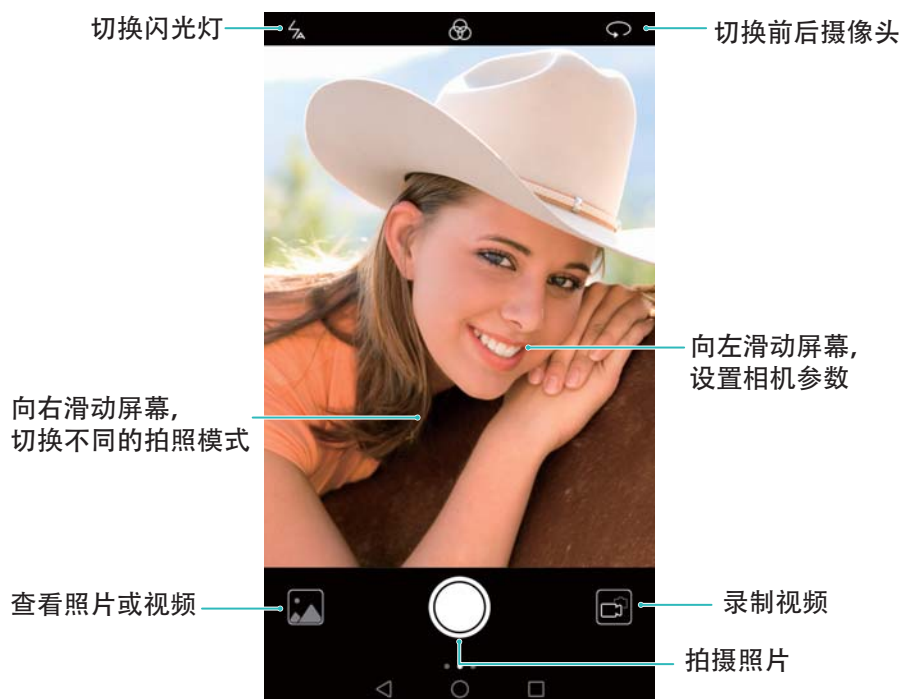 切换闪光灯
切换前后摄像头
向左滑动屏幕,
设置相机参数
向右滑动屏幕,
切换不同的拍照模式
查看照片或视频
录制视频
拍摄照片